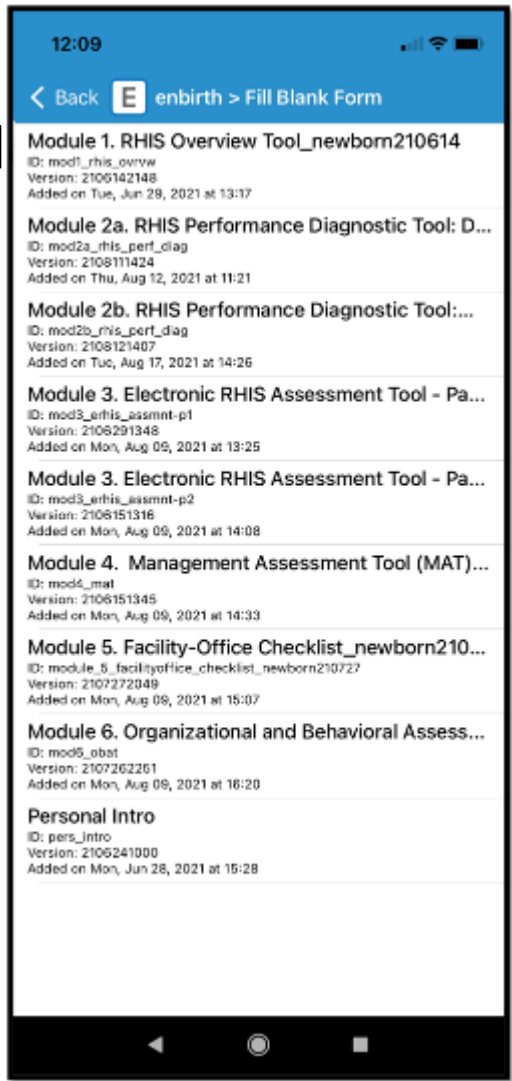 12:09
Back E enbirth > Fill Blank Form
Module 1. RHIS Overview Tool_newborn210614
ID: mod1_rhis_ovrvw
Version: 2106142148
Added on Tue, Jun 29, 2021 at 13:17
Module 2a. RHIS Performance Diagnostic Tool: D...
ID: mod2a_rhis_perf_diag
Version: 2108111424
Added on Thu, Aug 12, 2021 at 11:21
Module 2b. RHIS Performance Diagnostic Tool:...
ID: mod2b_rhis_perf_diag
Version: 2108121407
Added on Tue, Aug 17, 2021 at 14:26
Module 3. Electronic RHIS Assessment Tool - Pa...
ID: mod3_erhis_assmnt-p1
Version: 2106291348
Added on Mon, Aug 09, 2021 at 13:25
Module 3. Electronic RHIS Assessment Tool - Pa...
ID: mod3_erhis_assmnt-p2
Version: 2106151316
Added on Mon, Aug 09, 2021 at 14:08
Module 4. Management Assessment Tool (MAT)...
ID: mod4_mat
Version: 2106151345
Added on Mon, Aug 09, 2021 at 14:33
Module 5. Facility-Office Checklist_newborn210...
ID: module_5_facilityoffice_checklist_newborn210727
Version: 2107272049
Added on Mon, Aug 09, 2021 at 15:07
Module 6. Organizational and Behavioral Assess...
ID: mod6_obat
Version: 2107262251
Added on Mon, Aug 09, 2021 at 16:20
Personal Intro
ID: pers_intro
Version: 2106241000
Added on Mon, Jun 28, 2021 at 15:28